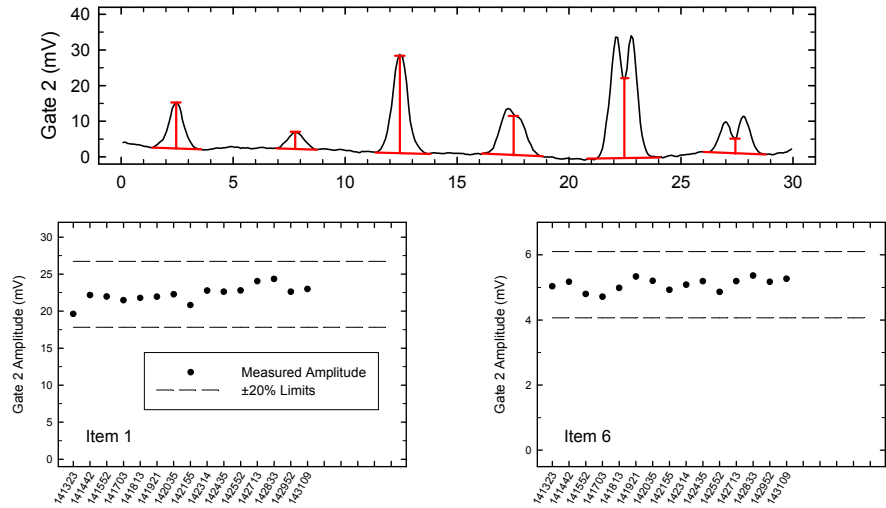 Gate 2 (mV)
40
30
20
10
0
0 5 10 15 20 25 30
Gate 2 Amplitude (mV)
30
25
20
15
10
5
0
Measured Amplitude
±20% Limits
Item 1
141323 141442 141552 141703 141813 141921 142035 142155 142314 142435 142552 142713 142833 142952 143109
Gate 2 Amplitude (mV)
6
4
2
0
Item 6
141323 141442 141552 141703 141813 141921 142035 142155 142314 142435 142552 142713 142833 142952 143109